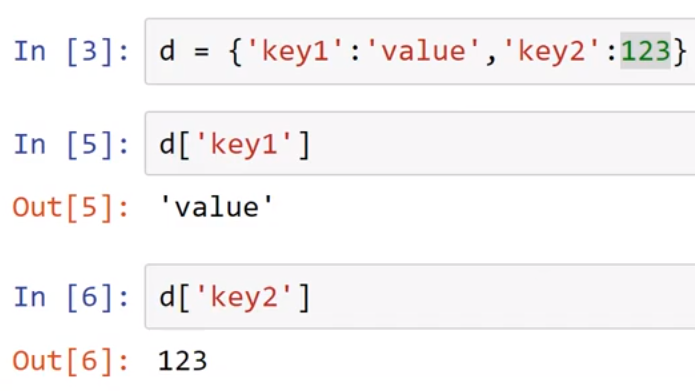 In [3]: d = {'key1':'value','key2':123}
In [5]: d['key1']
Out[5]: 'value'
In [6]: d['key2']
Out[6]: 123